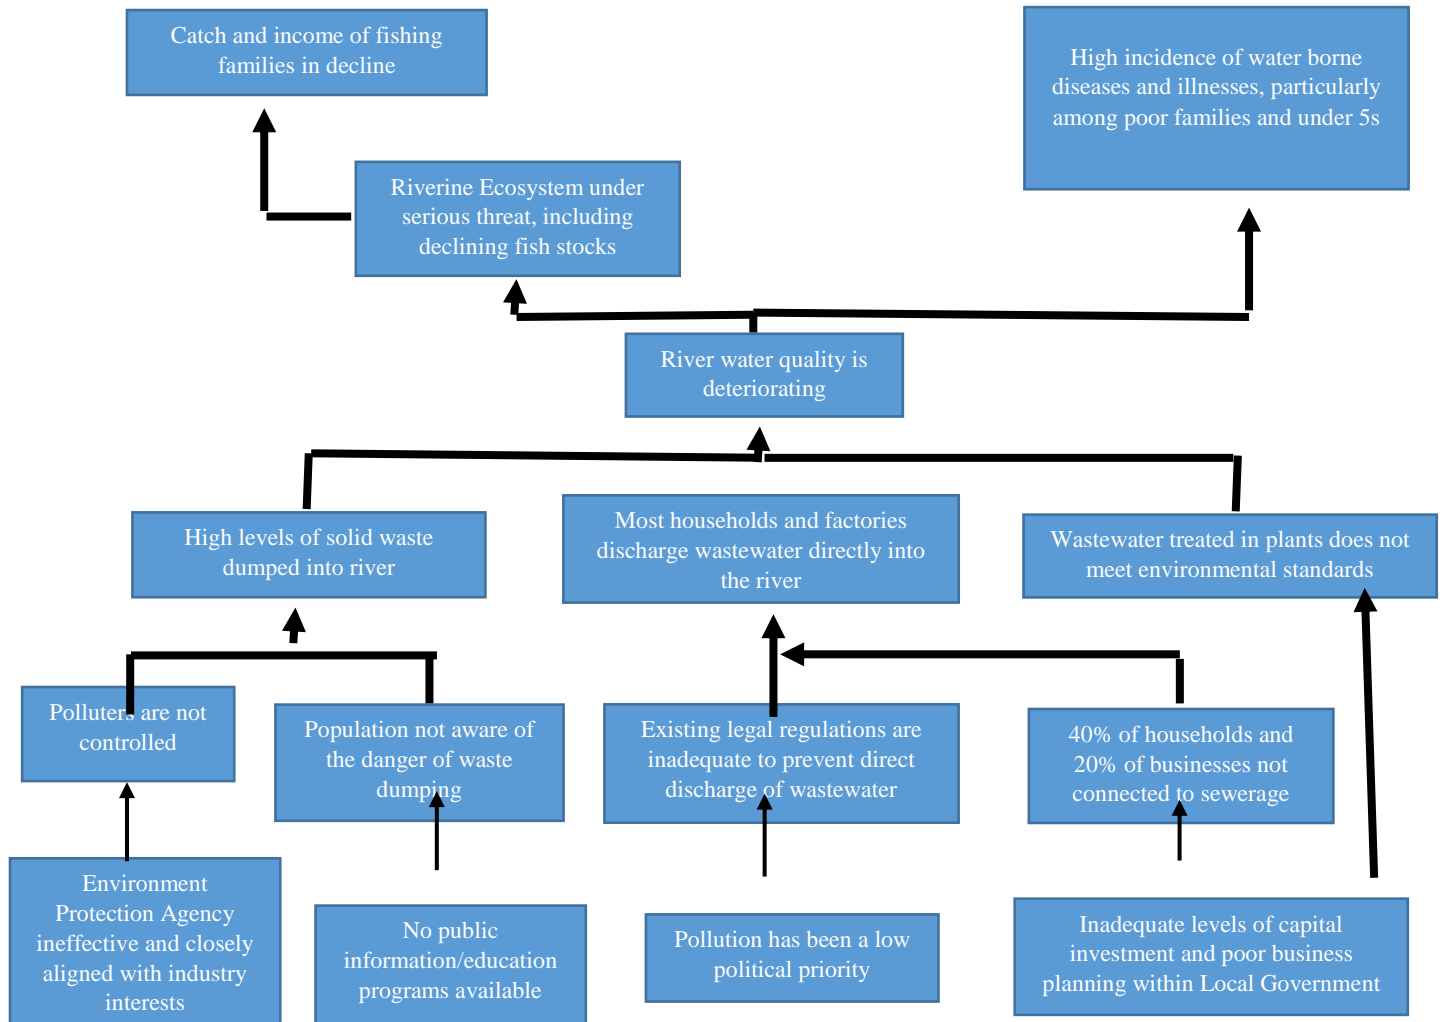 Catch and income of fishing
families in decline
High incidence of water borne
diseases and illnesses, particularly
among poor families and under 5s
Riverine Ecosystem under
serious threat, including
declining fish stocks
River water quality is
deteriorating
High levels of solid waste
dumped into river
Most households and factories
discharge wastewater directly into
the river
Wastewater treated in plants does not
meet environmental standards
Polluters are not
controlled
Population not aware of
the danger of waste
dumping
Existing legal regulations are
inadequate to prevent direct
discharge of wastewater
40% of households and
20% of businesses not
connected to sewerage
Environment
Protection Agency
ineffective and closely
aligned with industry
interests
No public
information/education
programs available
Pollution has been a low
political priority
Inadequate levels of capital
investment and poor business
planning within Local Government